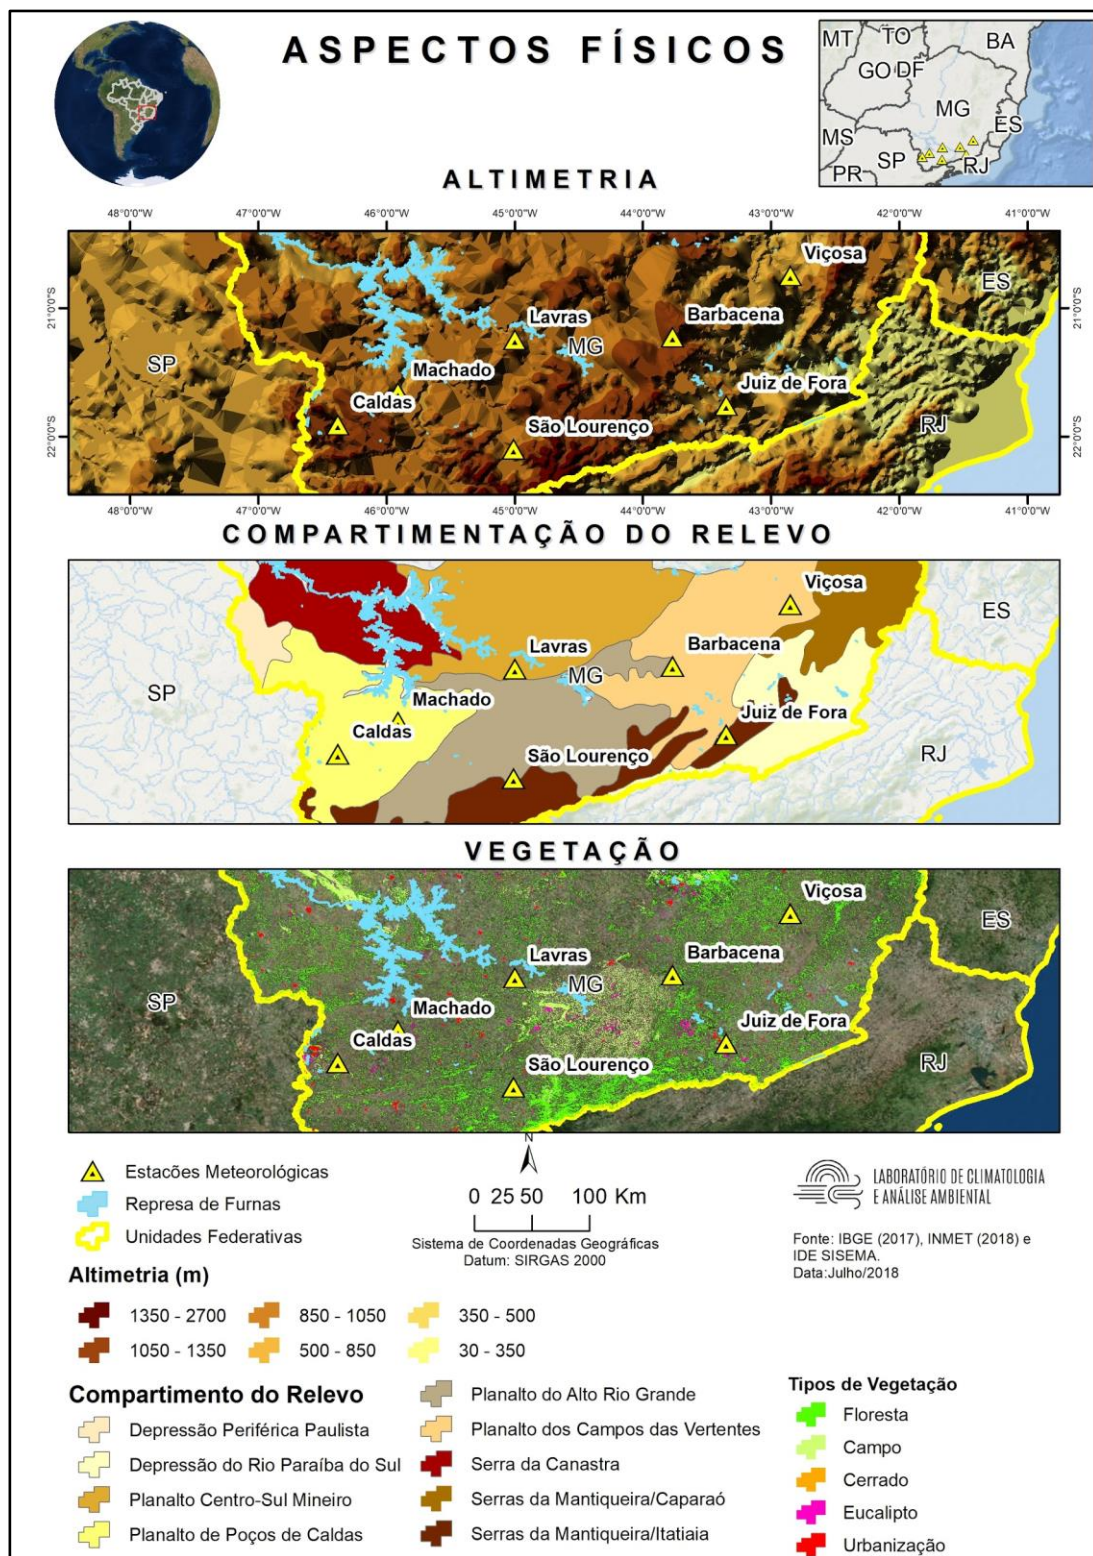 ASPECTOS FÍSICOS
MT
TO
BA
GO
DF
MG
ES
MS
SP
RJ
PR
ALTIMETRIA
48°0'0"W 47°0'0"W 46°0'0"W 45°0'0"W 44°0'0"W 43°0'0"W 42°0'0"W 41°0'0"W
Viçosa
ES
21°0'0"S
21°0'0"S
Lavras
Barbacena
MG
SP
Machado
Juiz de Fora
Caldas
São Lourenço
RJ
22°0'0"S
22°0'0"S
48°0'0"W 47°0'0"W 46°0'0"W 45°0'0"W 44°0'0"W 43°0'0"W 42°0'0"W 41°0'0"W
COMPARTIMENTAÇÃO DO RELEVO
Viçosa
ES
Lavras
Barbacena
MG
SP
Machado
Juiz de Fora
Caldas
São Lourenço
RJ
VEGETAÇÃO
Viçosa
ES
Lavras
Barbacena
MG
SP
Machado
Juiz de Fora
Caldas
São Lourenço
RJ
N
Estacões Meteorológicas
Represa de Furnas
Unidades Federativas
0 25 50 100 Km
Sistema de Coordenadas Geográficas
Datum: SIRGAS 2000
LABORATÓRIO DE CLIMATOLOGIA
E ANÁLISE AMBIENTAL
Fonte: IBGE (2017), INMET (2018) e
IDE SISEMA.
Data:Julho/2018
Altimetria (m)
1350 - 2700
850 - 1050
350 - 500
1050 - 1350
500 - 850
30 - 350
Compartimento do Relevo
Depressão Periférica Paulista
Depressão do Rio Paraíba do Sul
Planalto Centro-Sul Mineiro
Planalto de Poços de Caldas
Planalto do Alto Rio Grande
Planalto dos Campos das Vertentes
Serra da Canastra
Serras da Mantiqueira/Caparaó
Serras da Mantiqueira/Itatiaia
Tipos de Vegetação
Floresta
Campo
Cerrado
Eucalipto
Urbanização